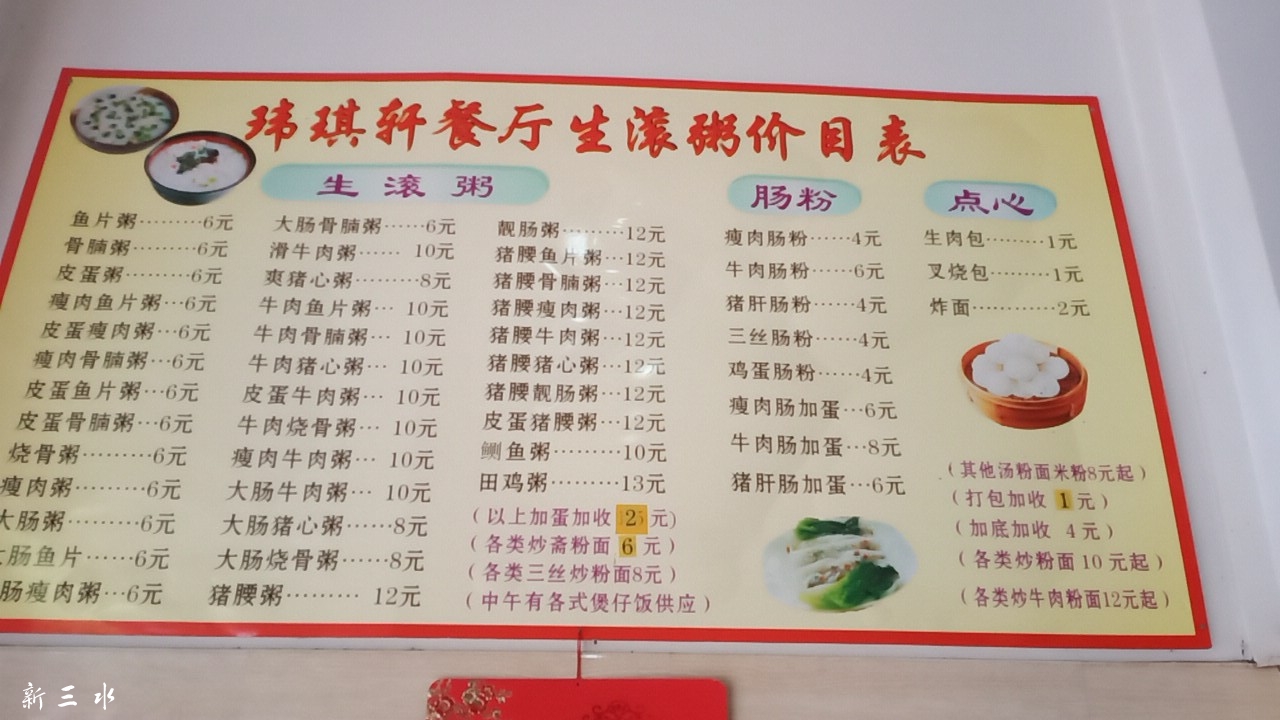 玮琪轩餐厅生滚粥价目表
生滚粥
鱼片粥………6元
骨腩粥………6元
皮蛋粥………6元
瘦肉鱼片粥…6元
皮蛋瘦肉粥…6元
瘦肉骨腩粥…6元
皮蛋鱼片粥…6元
皮蛋骨腩粥…6元
烧骨粥………6元
瘦肉粥………6元
大肠粥………6元
大肠鱼片……6元
肠瘦肉粥…6元
大肠骨腩粥……6元
滑牛肉粥…… 10元
爽猪心粥………8元
牛肉鱼片粥… 10元
牛肉骨腩粥… 10元
牛肉猪心粥… 10元
皮蛋牛肉粥… 10元
牛肉烧骨粥… 10元
瘦肉牛肉粥… 10元
大肠牛肉粥… 10元
大肠猪心粥……8元
大肠烧骨粥……8元
猪腰粥……… 12元
靓肠粥………12元
猪腰鱼片粥…12元
猪腰骨腩粥…12元
猪腰瘦肉粥…12元
猪腰牛肉粥…12元
猪腰猪心粥…12元
猪腰靓肠粥…12元
皮蛋猪腰粥…12元
鲗鱼粥………10元
田鸡粥………13元
(以上加蛋加收 元)
(各类炒斋粉面 6 元)
(各类三丝炒粉面8元)
(中午有各式煲仔饭供应)
肠粉
瘦肉肠粉……4元
牛肉肠粉……6元
猪肝肠粉……4元
三丝肠粉……4元
鸡蛋肠粉……4元
瘦肉肠加蛋…6元
牛肉肠加蛋…8元
猪肝肠加蛋…6元
点心
生肉包………1元
叉烧包………1元
炸面…………2元
(其他汤粉面米粉8元起)
(打包加收 1 元)
(加底加收 4 元)
(各类炒粉面 10 元起)
(各类炒牛肉粉面12元起)
新三水